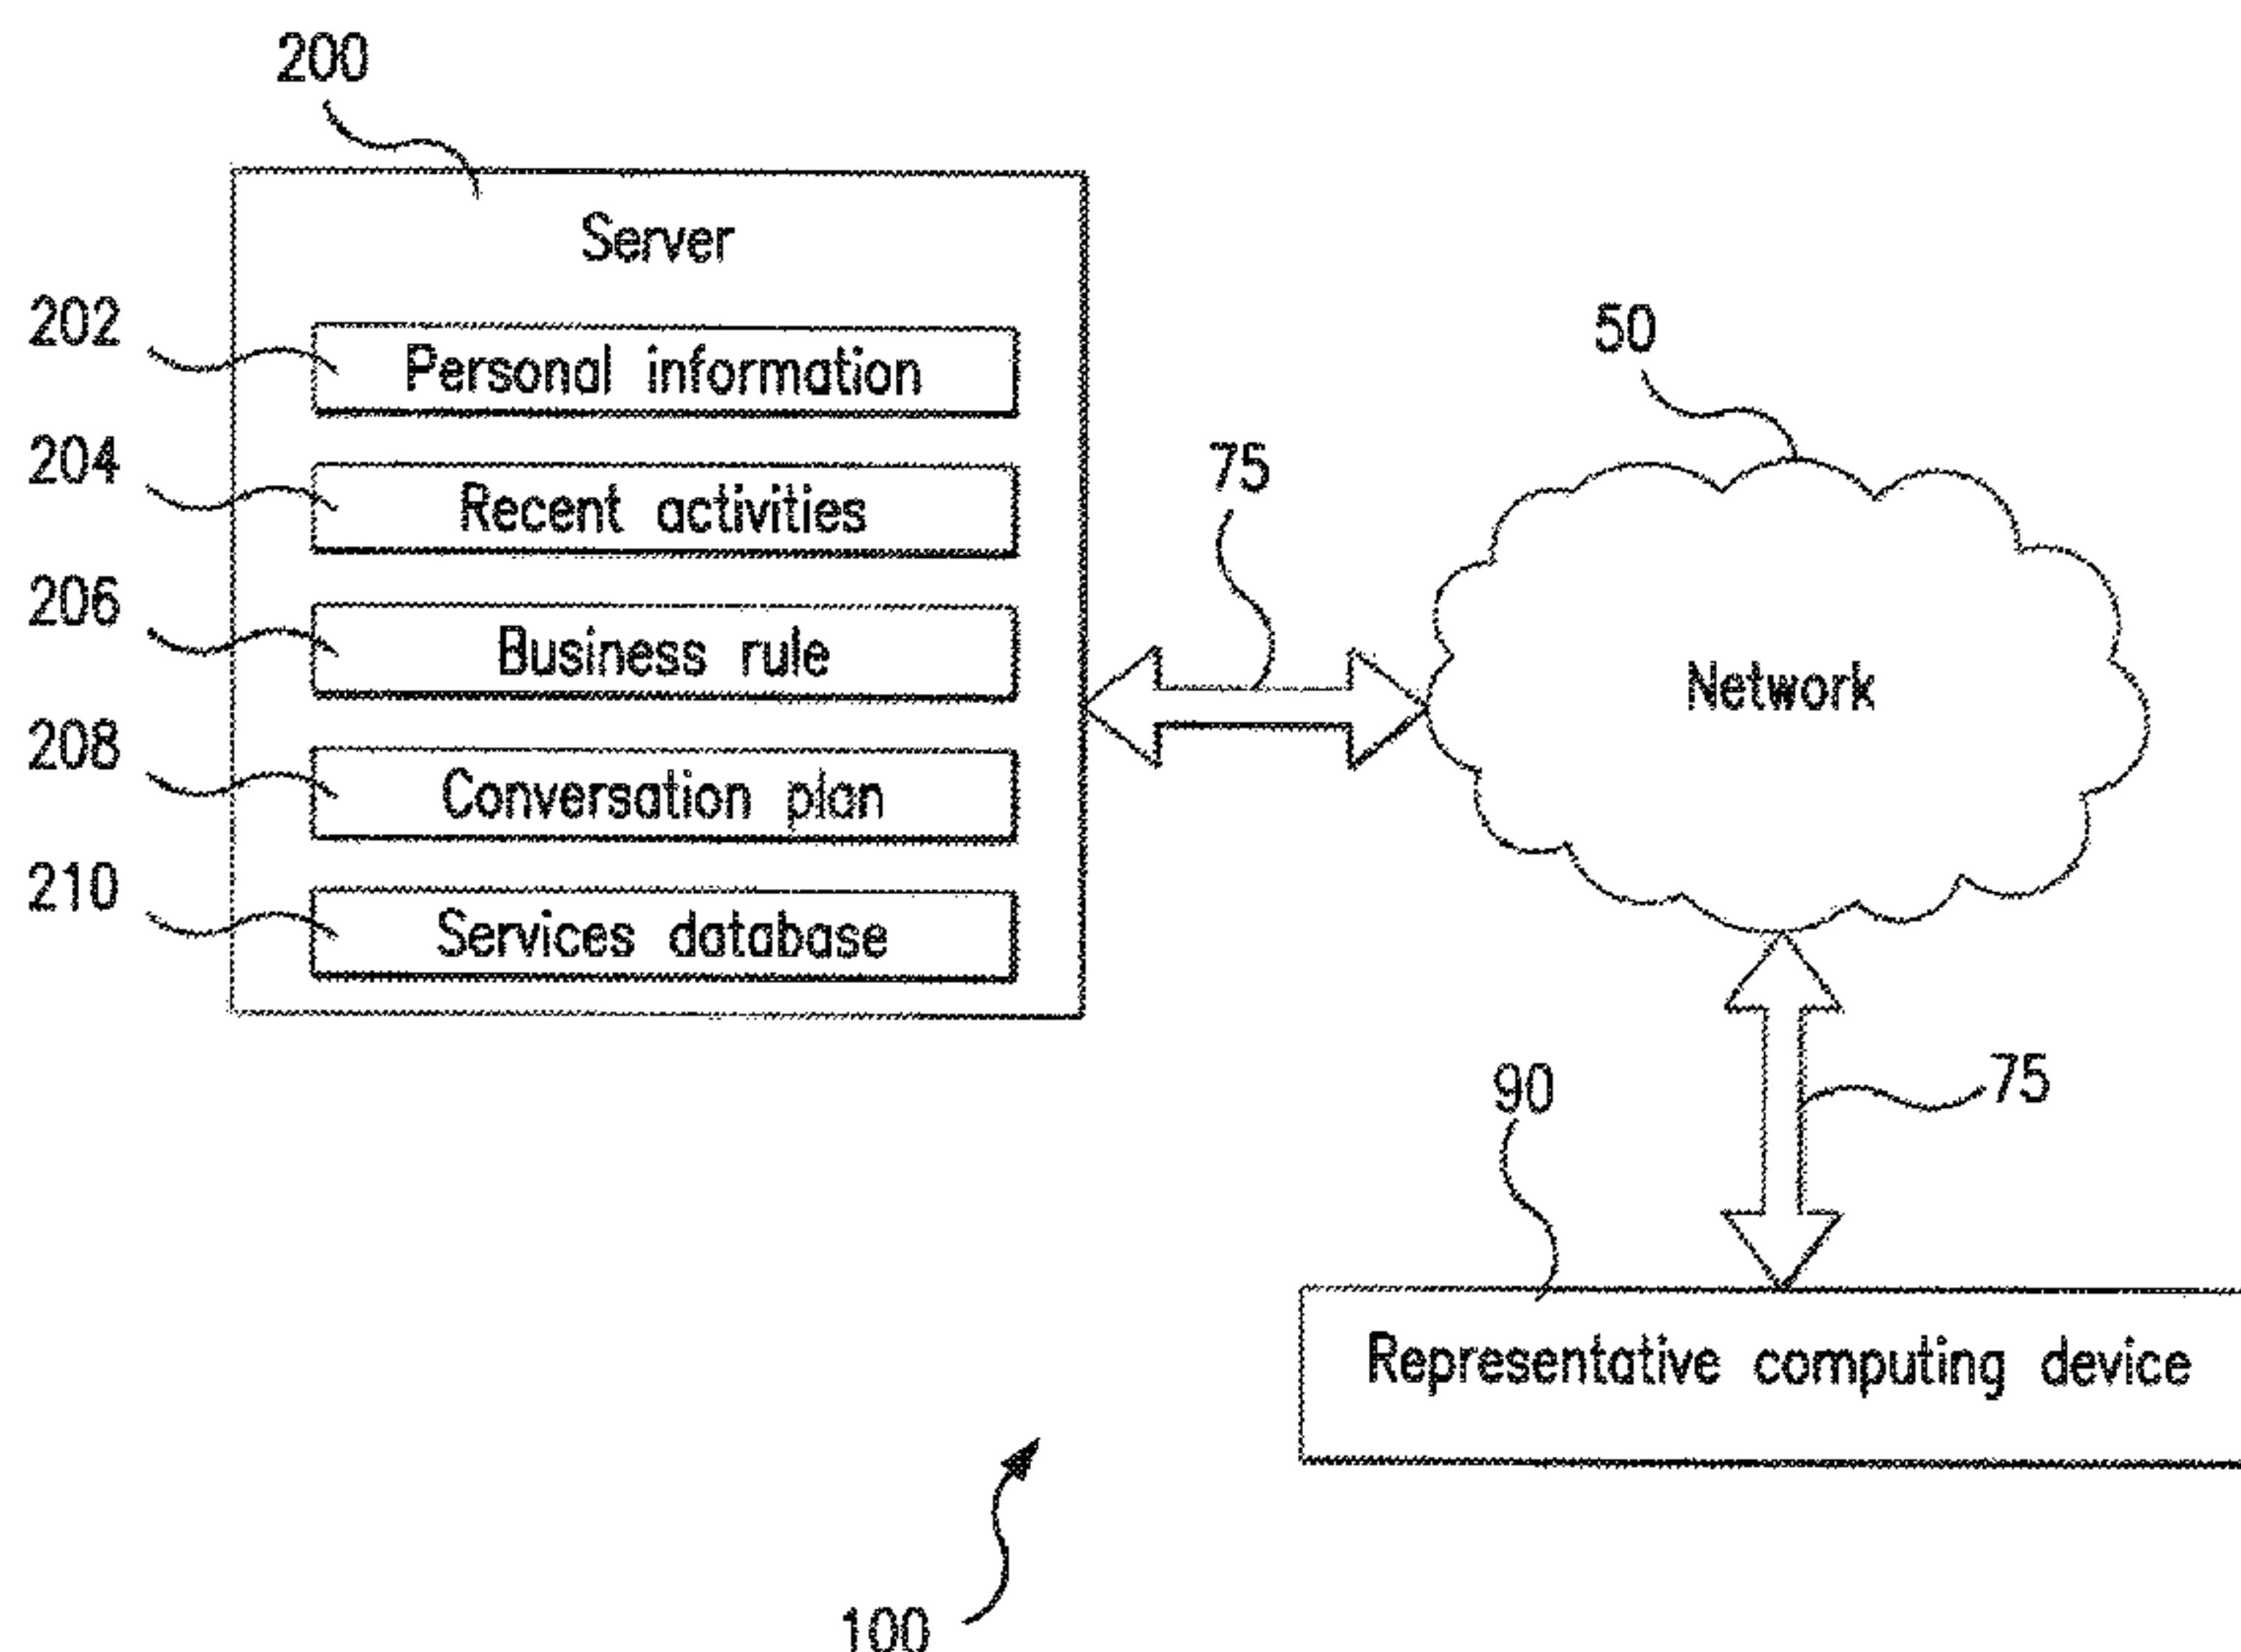 200
Server
202
Personal information
50
204
Recent activities
75
206
Business rule
Network
208
Conversation plan
210
Services database
90
75
Representative computing device
100